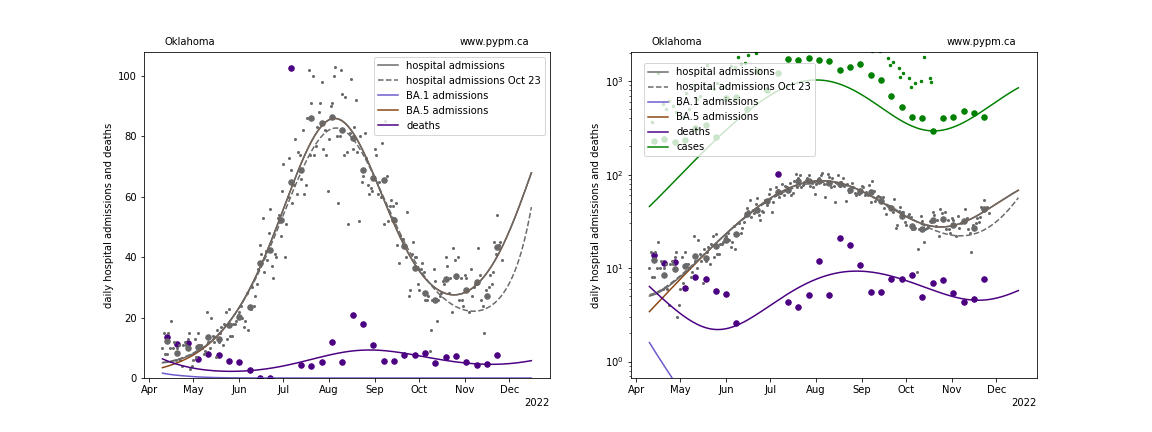 Oklahoma www.pypm.ca
daily hospital admissions and deaths
100
80
60
40
20
0
hospital admissions
hospital admissions Oct 23
BA.1 admissions
BA.5 admissions
deaths
Apr May Jun Jul Aug Sep Oct Nov Dec
2022
Oklahoma www.pypm.ca
daily hospital admissions and deaths
10³
10²
10¹
10⁰
hospital admissions
hospital admissions Oct 23
BA.1 admissions
BA.5 admissions
deaths
cases
Apr May Jun Jul Aug Sep Oct Nov Dec
2022